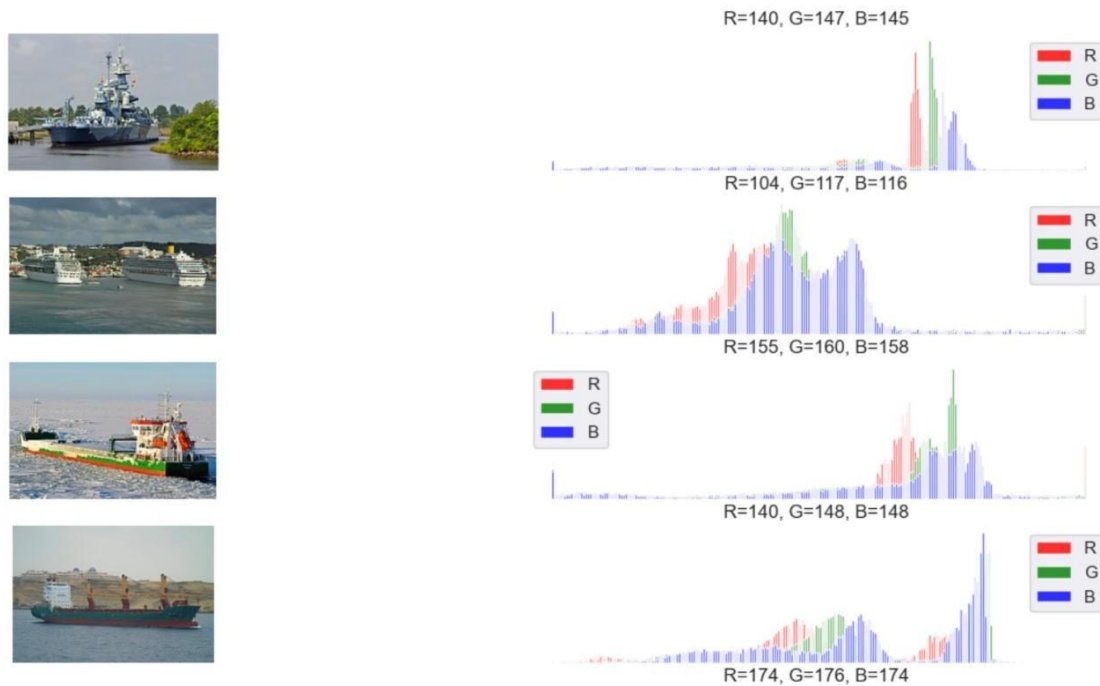 R=140, G=147, B=145
R
G
B
R=104, G=117, B=116
R
G
B
R=155, G=160, B=158
R
G
B
R=140, G=148, B=148
R
G
B
R=174, G=176, B=174